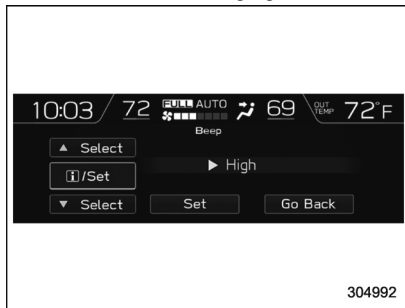 10:03 72 FULL AUTO 69 OUT TEMP 72°F
Beep
▲ Select
▶ High
i/Set
▼ Select Set Go Back
304992